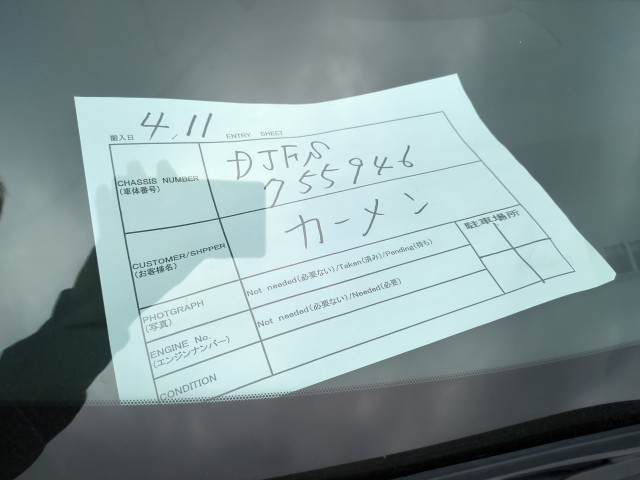 搬入日 4.11 ENTRY SHEET
CHASSIS NUMBER
(車体番号)
DJFS
755946
CUSTOMER/SHPPER
(お客様名)
カーメン
駐車場所
PHOTGRAPH
(写真)
Not needed(必要ない)/Taken(済み)/Pending(待ち)
ENGINE No.
(エンジンナンバー)
Not needed(必要ない)/Needed(必要)
CONDITION